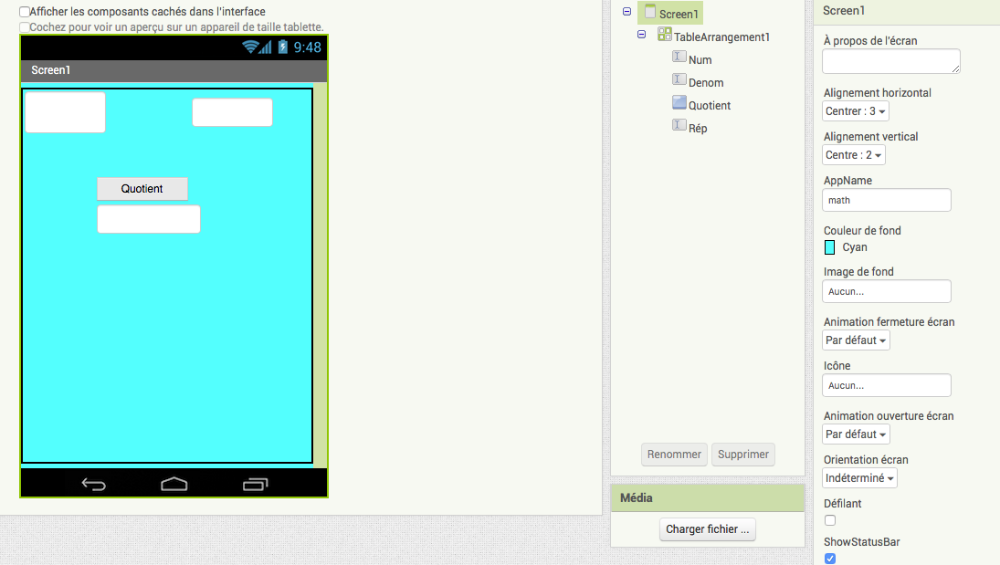 Afficher les composants cachés dans l'interface
Cochez pour voir un aperçu sur un appareil de taille tablette.
9:48
Screen1
Quotient
Screen1
TableArrangement1
Num
Denom
Quotient
Rép
Renommer
Supprimer
Média
Charger fichier ...
Screen1
À propos de l'écran
Alignement horizontal
Centrer : 3
Alignement vertical
Centre : 2
AppName
math
Couleur de fond
Cyan
Image de fond
Aucun...
Animation fermeture écran
Par défaut
Icône
Aucun...
Animation ouverture écran
Par défaut
Orientation écran
Indéterminé
Défilant
ShowStatusBar